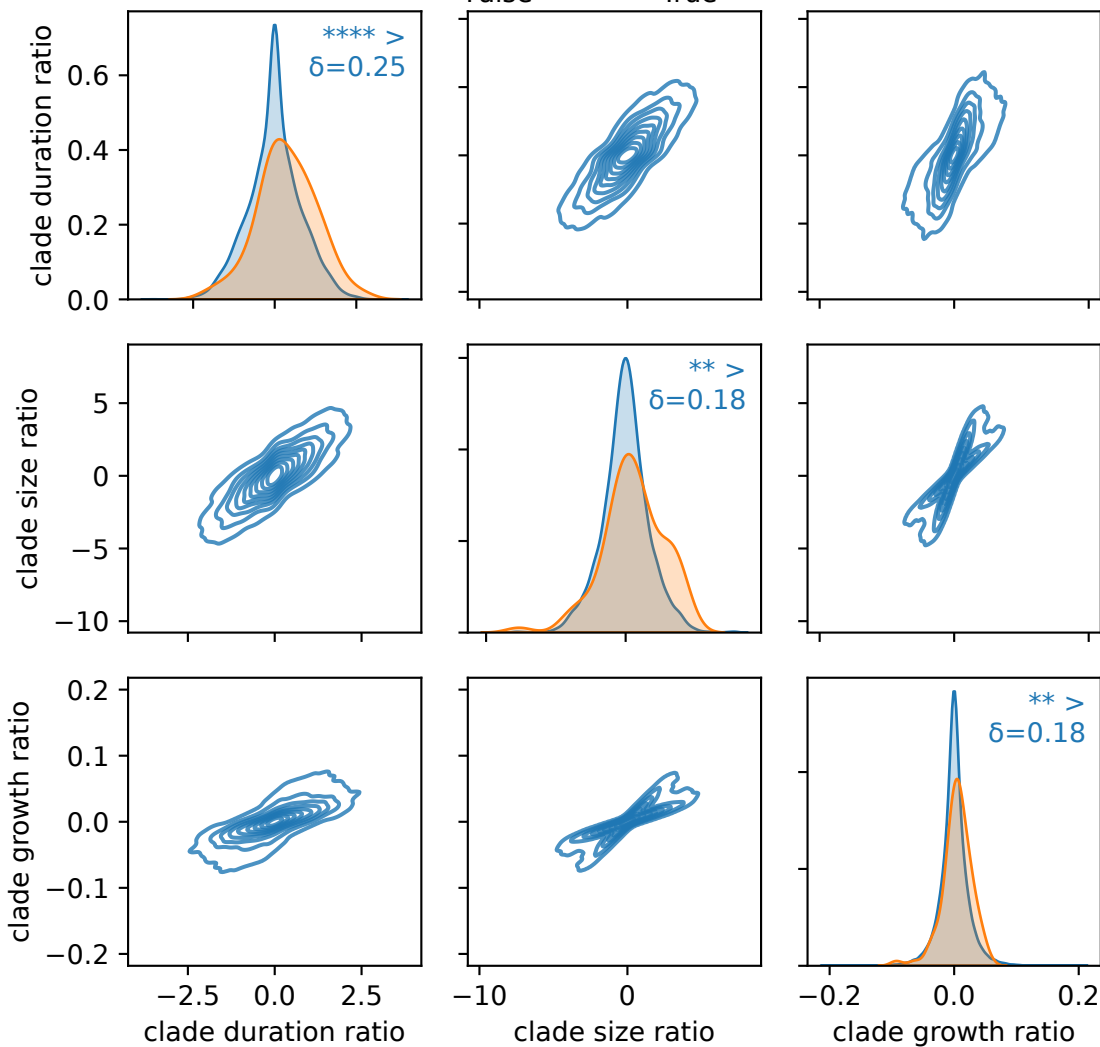 False True
clade duration ratio
0.6
0.4
0.2
0.0
**** >
δ=0.25
clade size ratio
5
0
−5
−10
** >
δ=0.18
clade growth ratio
0.2
0.1
0.0
−0.1
−0.2
** >
δ=0.18
−2.5 0.0 2.5
−10 0
−0.2 0.0 0.2
clade duration ratio
clade size ratio
clade growth ratio